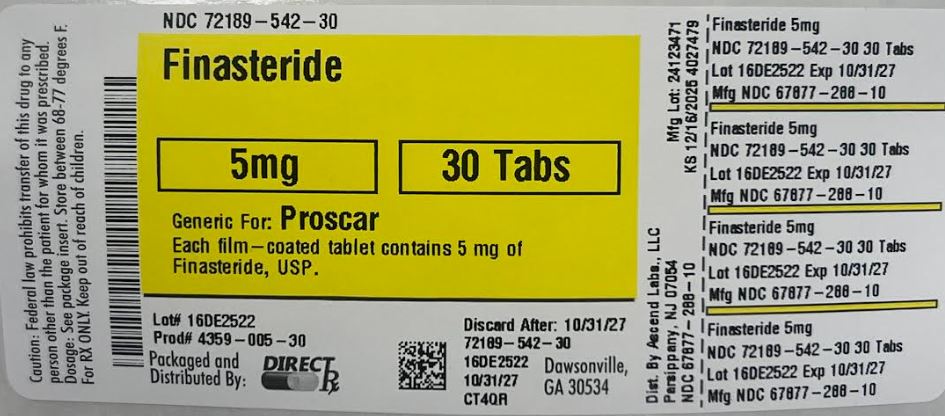 Caution: Federal law prohibits transfer of this drug to any
person other than the patient for whom it was prescribed.
Dosage: See package insert. Store between 68-77 degrees F.
For RX ONLY. Keep out of reach of children.
NDC 72189-542-30
Finasteride
5mg
30 Tabs
Generic For: Proscar
Each film-coated tablet contains 5 mg of
Finasteride, USP.
Lot# 16DE2522
Prod# 4359-005-30
Packaged and
Distributed By:
DIRECT Rx
Discard After: 10/31/27
72189-542-30
16DE2522
10/31/27
CT4QR
Dawsonville,
GA 30534
Mfg Lot: 24123471
KS 12/16/2025 4027479
Dist. By Ascend Labs., LLC
Parsippany, NJ 07054
NDC 67877-288-10
Finasteride 5mg
NDC 72189-542-30 30 Tabs
Lot 16DE2522 Exp 10/31/27
Mfg NDC 67877-288-10
Finasteride 5mg
NDC 72189-542-30 30 Tabs
Lot 16DE2522 Exp 10/31/27
Mfg NDC 67877-288-10
Finasteride 5mg
NDC 72189-542-30 30 Tabs
Lot 16DE2522 Exp 10/31/27
Mfg NDC 67877-288-10
Finasteride 5mg
NDC 72189-542-30 30 Tabs
Lot 16DE2522 Exp 10/31/27
Mfg NDC 67877-288-10